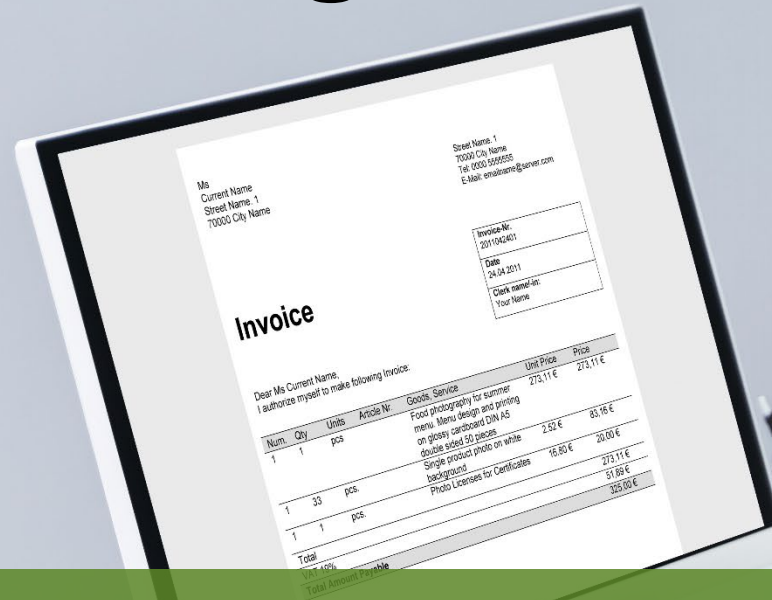 Ms
Current Name
Street Name. 1
70000 City Name
Street Name. 1
70000 City Name
Tel: 0000 5555555
E-Mail: emailname@server.com
Invoice-Nr.
2011042401
Date
24.04.2011
Clerk name/-in:
Your Name
Invoice
Dear Ms Current Name,
I authorize myself to make following Invoice:
Num. Qty Units Article Nr. Goods, Service Unit Price Price
1 1 pcs Food photography for summer 273,11 € 273,11 €
menu. Menu design and printing
on glossy cardboard DIN A5
double sided 50 pieces
1 33 pcs. Single product photo on white 2,52 € 83,16 €
background
1 1 pcs. Photo Licenses for Certificates 16,80 € 20,00 €
Total 273,11 €
VAT 19% 51,89 €
Total Amount Payable 325,00 €